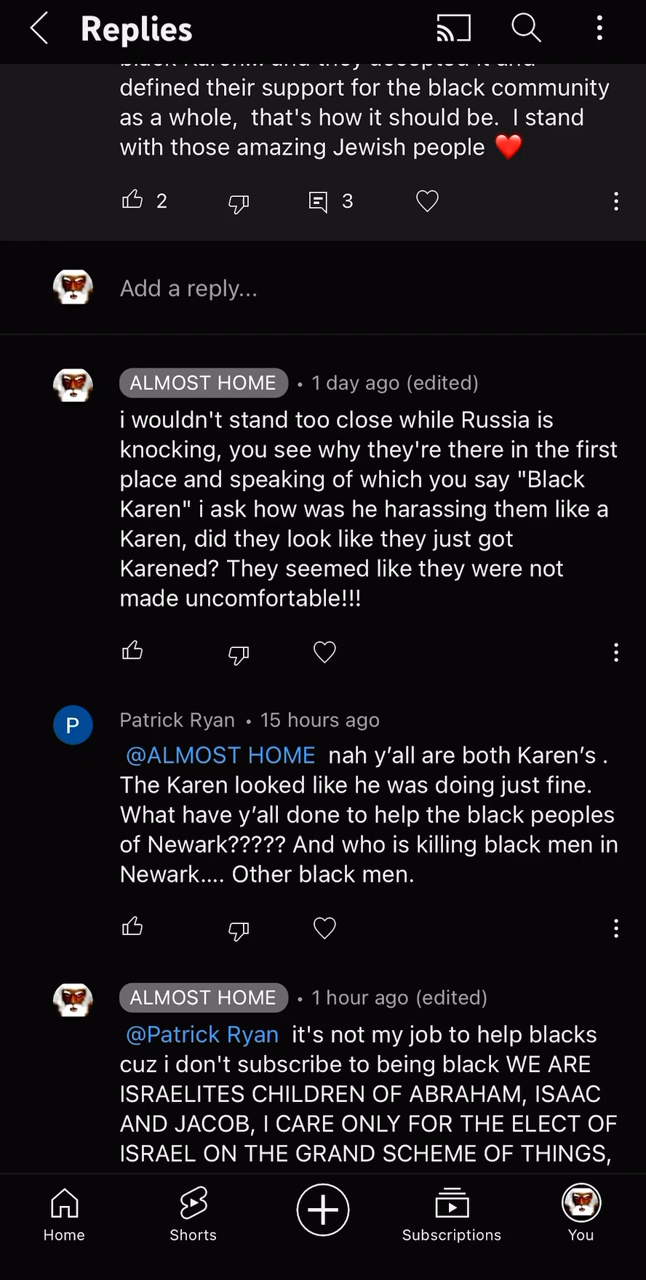 Replies
defined their support for the black community
as a whole,  that's how it should be.  I stand
with those amazing Jewish people ❤️
2
3
Add a reply...
ALMOST HOME • 1 day ago (edited)
i wouldn't stand too close while Russia is
knocking, you see why they're there in the first
place and speaking of which you say "Black
Karen" i ask how was he harassing them like a
Karen, did they look like they just got
Karened? They seemed like they were not
made uncomfortable!!!
P
Patrick Ryan • 15 hours ago
@ALMOST HOME  nah y’all are both Karen’s .
The Karen looked like he was doing just fine.
What have y’all done to help the black peoples
of Newark????? And who is killing black men in
Newark.... Other black men.
ALMOST HOME • 1 hour ago (edited)
@Patrick Ryan  it's not my job to help blacks
cuz i don't subscribe to being black WE ARE
ISRAELITES CHILDREN OF ABRAHAM, ISAAC
AND JACOB, I CARE ONLY FOR THE ELECT OF
ISRAEL ON THE GRAND SCHEME OF THINGS,
Home
Shorts
Subscriptions
You